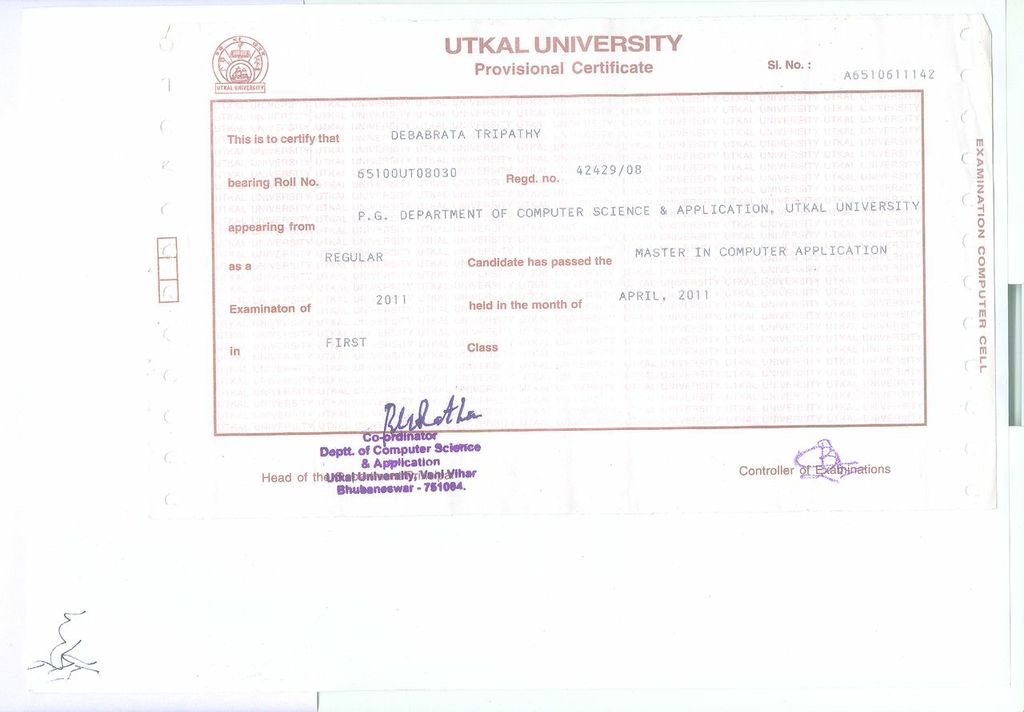 UTKAL UNIVERSITY
Provisional Certificate
Sl. No. :
A6510611142
UTKAL UNIVERSITY
This is to certify that DEBABRATA TRIPATHY
bearing Roll No. 65100UT08030 Regd. no. 42429/08
appearing from P.G. DEPARTMENT OF COMPUTER SCIENCE & APPLICATION, UTKAL UNIVERSITY
as a REGULAR Candidate has passed the MASTER IN COMPUTER APPLICATION
Examinaton of 2011 held in the month of APRIL, 2011
in FIRST Class
Co-ordinator
Deptt. of Computer Science
& Application
Utkal University, Vani Vihar
Bhubaneswar - 751004.
Head of the
Controller of Examinations
EXAMINATION COMPUTER CELL